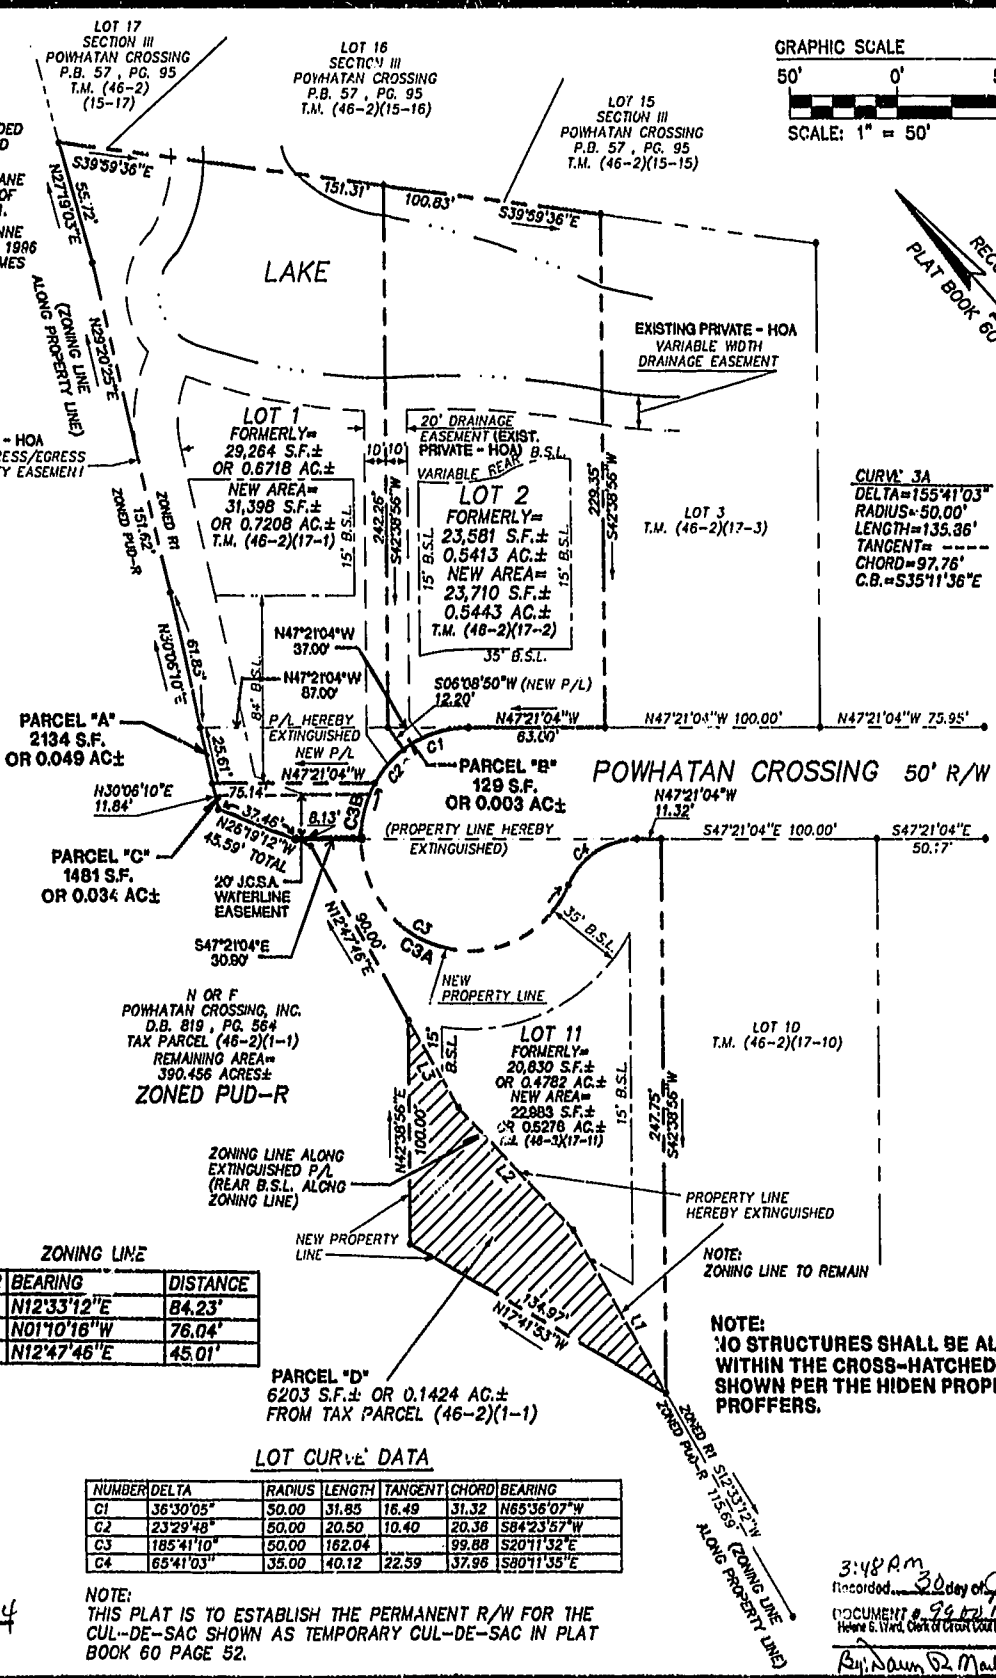 LOT 17
SECTION III
POWHATAN CROSSING
P.B. 57 , PG. 95
T.M. (46-2)
(15-17)
LOT 16
SECTION III
POWHATAN CROSSING
P.B. 57 , PG. 95
T.M. (46-2)(15-16)
LOT 15
SECTION III
POWHATAN CROSSING
P.B. 57 , PG. 95
T.M. (46-2)(15-15)
GRAPHIC SCALE
50' 0'
SCALE: 1" = 50'
S39°59'36"E
151.31'
100.83'
S39°59'36"E
N27°19'03"E
55.72'
1986
LAKE
PLAT BOOK 60
N29°20'25"E
(ZONING LINE
ALONG PROPERTY LINE)
EXISTING PRIVATE - HOA
VARIABLE WIDTH
DRAINAGE EASEMENT
- HOA
LOT 1
FORMERLY=
29,264 S.F.±
OR 0.6718 AC.±
NEW AREA=
31,398 S.F.±
OR 0.7208 AC.±
T.M. (46-2)(17-1)
15' B.S.L.
20' DRAINAGE
EASEMENT (EXIST.
PRIVATE - HOA)
10' 10'
VARIABLE REAR B.S.L.
242.26'
S42°38'56"W
LOT 2
FORMERLY=
23,581 S.F.±
0.5413 AC.±
NEW AREA=
23,710 S.F.±
0.5443 AC.±
T.M. (46-2)(17-2)
15' B.S.L.
15' B.S.L.
35' B.S.L.
229.35'
S42°38'56"W
LOT 3
T.M. (46-2)(17-3)
CURVE 3A
DELTA=155°41'03"
RADIUS=50.00'
LENGTH=135.86'
TANGENT= ----
CHORD=97.76'
C.B.=S35°11'36"E
ZONED R1
151.62'
ZONED PUD-R
61.85'
N30°06'10"E
84' B.S.L.
N47°21'04"W
37.00'
N47°21'04"W
87.00'
S06°08'50"W (NEW P/L)
12.20'
P/L HEREBY
EXTINGUISHED
NEW P/L
N47°21'04"W
75.14'
C1
C2
C3B
N47°21'04"W
63.00'
N47°21'04"W 100.00'
N47°21'04"W 75.95'
PARCEL "A"
2134 S.F.
OR 0.049 AC±
25.61'
N30°06'10"E
11.84'
PARCEL "B"
129 S.F.
OR 0.003 AC±
POWHATAN CROSSING 50' R/W
N47°21'04"W
11.32'
37.46'
N26°19'12"W
45.59' TOTAL
8.13'
(PROPERTY LINE HEREBY
EXTINGUISHED)
S47°21'04"E 100.00'
S47°21'04"E
50.17'
PARCEL "C"
1481 S.F.
OR 0.034 AC±
20' J.C.S.A.
WATERLINE
EASEMENT
S47°21'04"E
30.90'
90.00'
N12°47'46"E
C4
C3
C3A
35' B.S.L.
NEW
PROPERTY LINE
N OR F
POWHATAN CROSSING, INC.
D.B. 819 , PG. 564
TAX PARCEL (46-2)(1-1)
REMAINING AREA=
390.456 ACRES±
ZONED PUD-R
15'
B.S.L.
LOT 11
FORMERLY=
20,830 S.F.±
OR 0.4782 AC.±
NEW AREA=
22,983 S.F.±
OR 0.5276 AC.±
15' B.S.L.
LOT 10
T.M. (46-2)(17-10)
247.75'
S42°38'56"W
N42°38'56"E
100.00'
L3
L2
L1
ZONING LINE ALONG
EXTINGUISHED P/L
(REAR B.S.L. ALONG
ZONING LINE)
PROPERTY LINE
HEREBY EXTINGUISHED
NEW PROPERTY
LINE
NOTE:
ZONING LINE TO REMAIN
ZONING LINE
BEARING DISTANCE
N12°33'12"E 84.23'
N01°10'16"W 76.04'
N12°47'46"E 45.01'
134.97'
N17°41'53"W
NOTE:
NO STRUCTURES SHALL BE
WITHIN THE CROSS-HATCHED
SHOWN PER THE HIDEN
PROFFERS.
PARCEL "D"
6203 S.F.± OR 0.1424 AC.±
FROM TAX PARCEL (46-2)(1-1)
ZONED R1
ZONED PUD-R
S12°33'12"W
115.69'
(ZONING LINE
ALONG PROPERTY LINE)
LOT CURVE DATA
NUMBER DELTA RADIUS LENGTH TANGENT CHORD BEARING
C1 36°30'05" 50.00 31.85 16.49 31.32 N65°36'07"W
C2 23°29'48" 50.00 20.50 10.40 20.36 S84°23'57"W
C3 185°41'10" 50.00 162.04 99.88 S20°11'32"E
C4 65°41'03" 35.00 40.12 22.59 37.96 S80°11'35"E
NOTE:
THIS PLAT IS TO ESTABLISH THE PERMANENT R/W FOR THE
CUL-DE-SAC SHOWN AS TEMPORARY CUL-DE-SAC IN PLAT
BOOK 60 PAGE 52.
4
3:48 P.M.
Recorded 30 day of
DOCUMENT #
By: